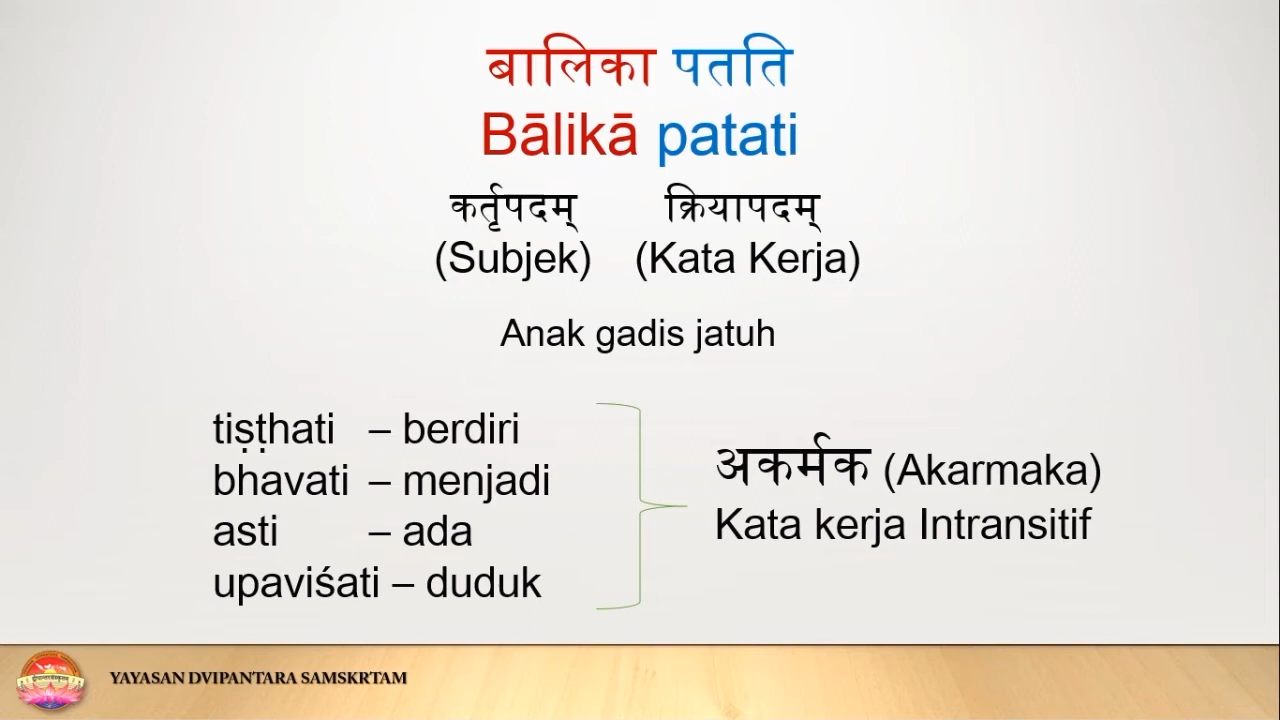 बालिका पतति
Bālikā patati
कर्तृपदम् क्रियापदम्
(Subjek) (Kata Kerja)
Anak gadis jatuh
tiṣṭhati – berdiri
bhavati – menjadi
asti – ada
upaviśati – duduk
अकर्मक (Akarmaka)
Kata kerja Intransitif
YAYASAN DVIPANTARA SAMSKRTAM